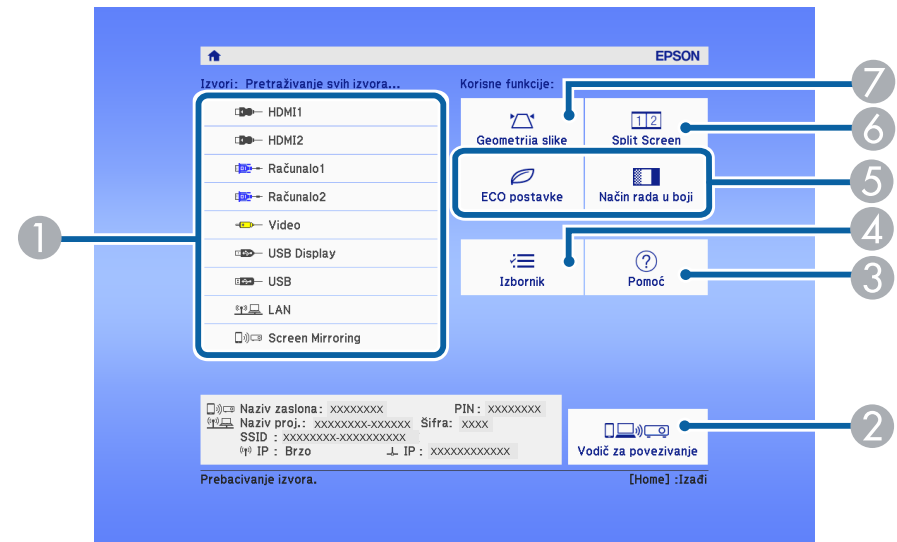 EPSON
Izvori: Pretraživanje svih izvora...
Korisne funkcije:
HDMI1
HDMI2
Računalo1
Računalo2
Video
USB Display
USB
LAN
Screen Mirroring
Geometrija slike
1 2
Split Screen
ECO postavke
Način rada u boji
Izbornik
?
Pomoć
Naziv zaslona: XXXXXXXX PIN: XXXXXXXX
Naziv proj.: XXXXXXXX-XXXXXX Šifra: XXXX
SSID : XXXXXXXX-XXXXXXXXXX
IP : Brzo IP : XXXXXXXXXXXX
Vodič za povezivanje
Prebacivanje izvora. [Home] :Izađi
1
2
3
4
5
6
7